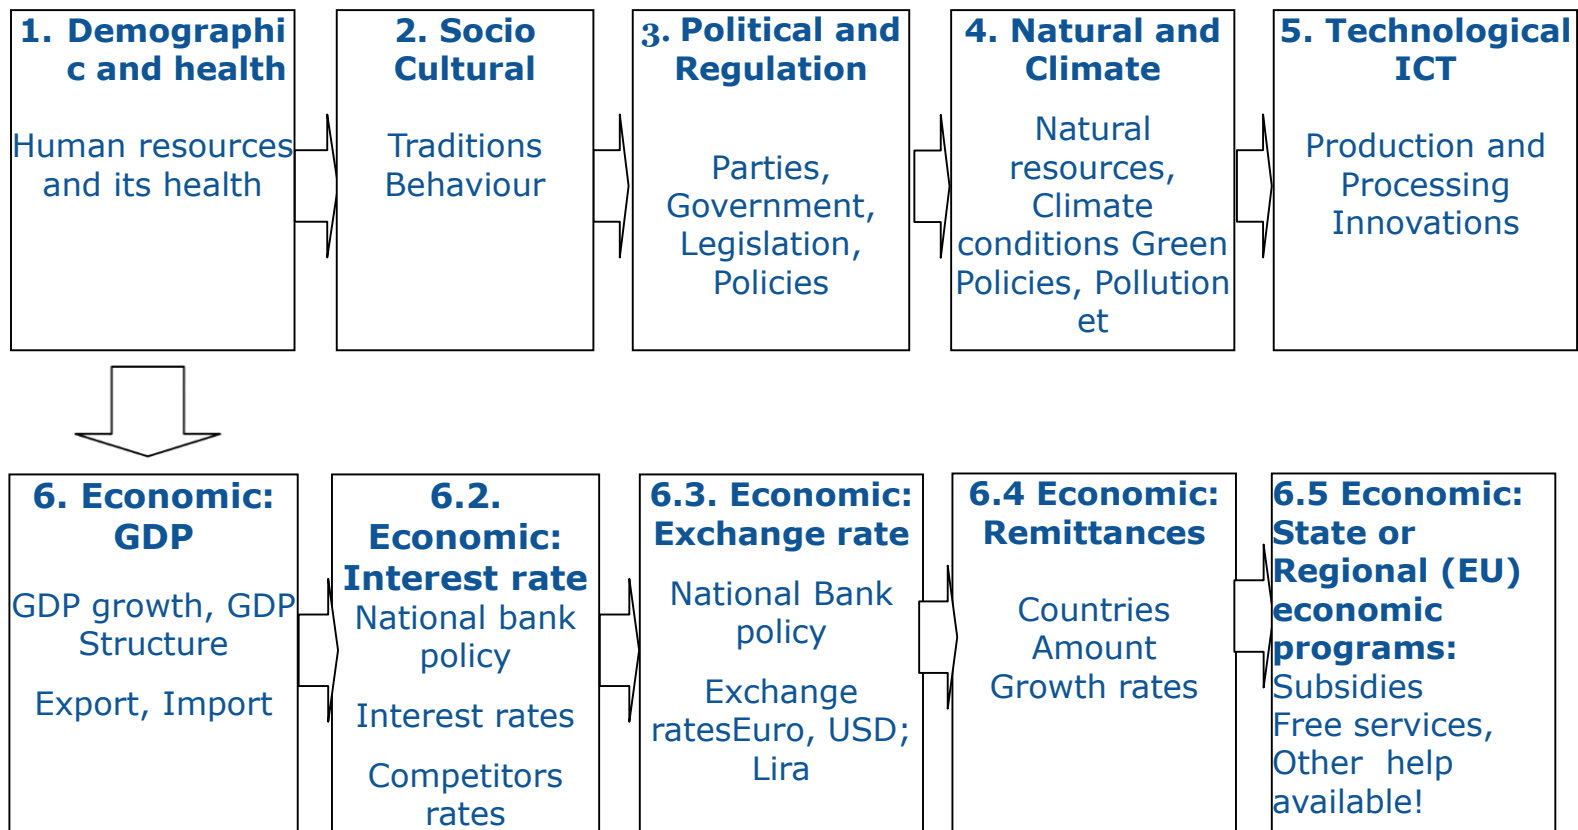 1. Demographi
c and health
Human resources
and its health
2. Socio
Cultural
Traditions
Behaviour
3. Political and
Regulation
Parties,
Government,
Legislation,
Policies
4. Natural and
Climate
Natural
resources,
Climate
conditions Green
Policies, Pollution
et
5. Technological
ICT
Production and
Processing
Innovations
6. Economic:
GDP
GDP growth, GDP
Structure
Export, Import
6.2.
Economic:
Interest rate
National bank
policy
Interest rates
Competitors
rates
6.3. Economic:
Exchange rate
National Bank
policy
Exchange
ratesEuro, USD;
Lira
6.4 Economic:
Remittances
Countries
Amount
Growth rates
6.5 Economic:
State or
Regional (EU)
economic
programs:
Subsidies
Free services,
Other help
available!